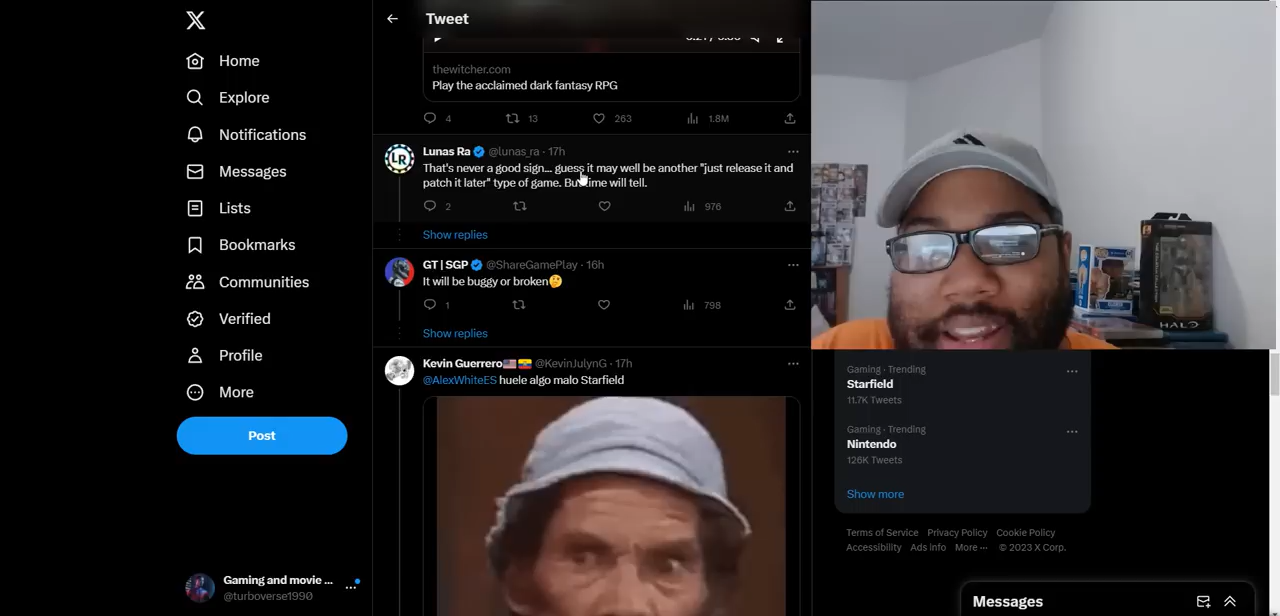 Tweet
Home
Explore
Notifications
Messages
Lists
Bookmarks
Communities
Verified
Profile
More
Post
Gaming and movie ...
@turboverse1990
thewitcher.com
Play the acclaimed dark fantasy RPG
4 13 263 1.8M
Lunas Ra @lunas_ra · 17h
That's never a good sign... guess it may well be another "just release it and
patch it later" type of game. Bu time will tell.
2 976
Show replies
GT | SGP @ShareGamePlay · 16h
It will be buggy or broken🤔
1 798
Show replies
Kevin Guerrero🇺🇸🇪🇨 @KevinJulynG · 17h
@AlexWhiteES huele algo malo Starfield
HALO
Gaming · Trending
Starfield
11.7K Tweets
Gaming · Trending
Nintendo
126K Tweets
Show more
Terms of Service Privacy Policy Cookie Policy
Accessibility Ads info More ··· © 2023 X Corp.
Messages